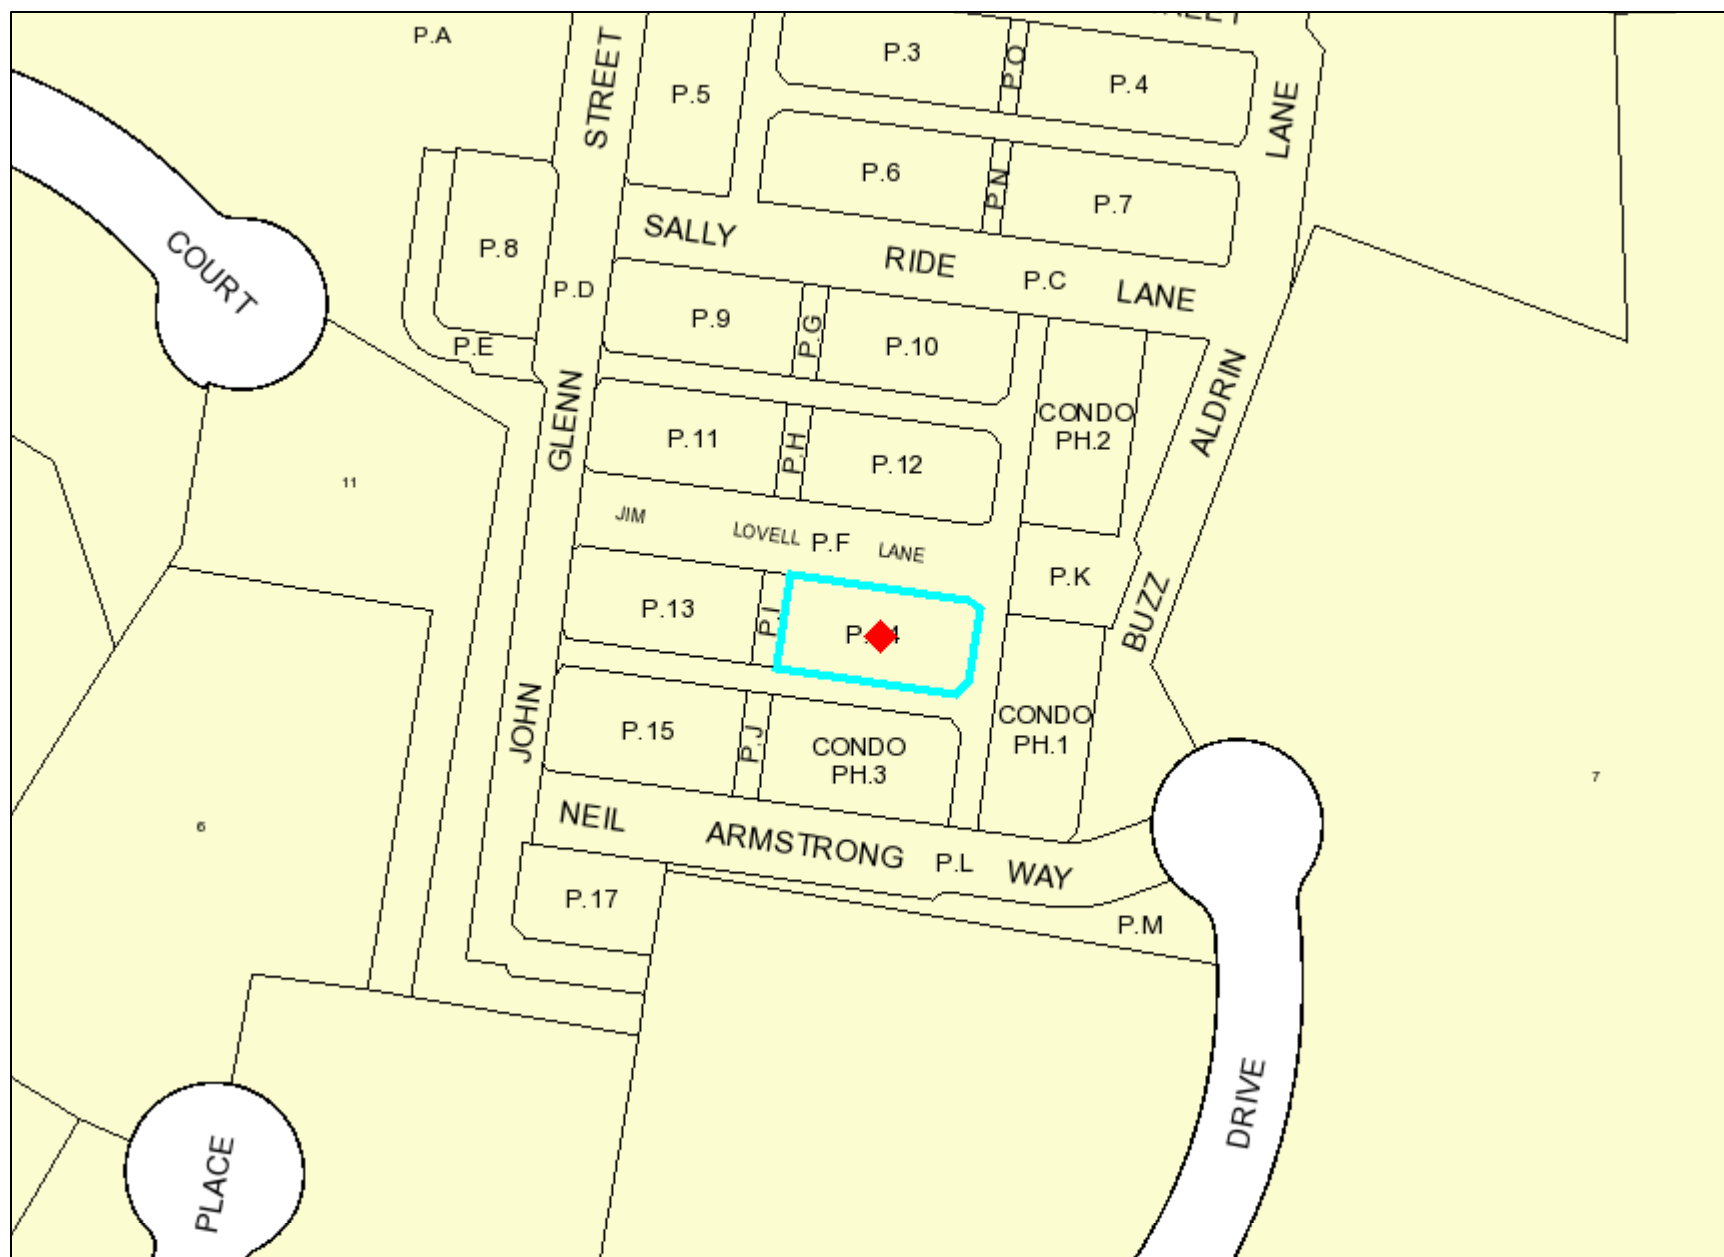 P.A
STREET
P.5
P.3
P.O
P.4
LANE
P.6
P.N
P.7
COURT
P.8
SALLY RIDE P.C LANE
P.D
P.9
P.G
P.10
P.E
GLENN
CONDO
PH.2
ALDRIN
P.11
P.H
P.12
11
JIM LOVELL P.F LANE
P.K
P.13
P.I
BUZZ
JOHN
P.15
P.J
CONDO
PH.3
CONDO
PH.1
7
6
NEIL ARMSTRONG P.L WAY
P.17
P.M
DRIVE
PLACE